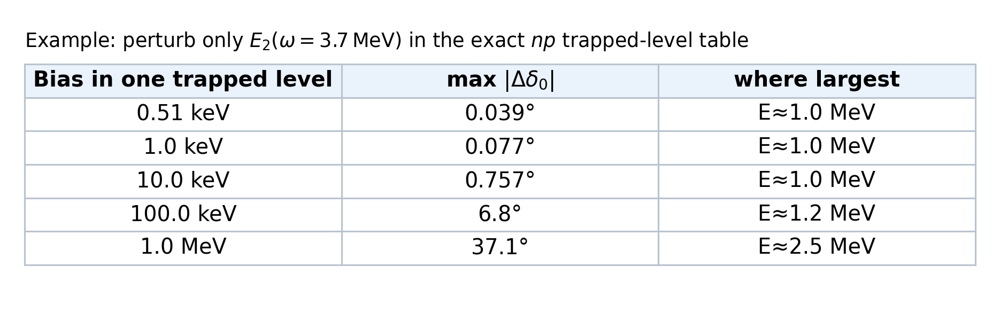 Example: perturb only E₂(ω = 3.7 MeV) in the exact np trapped-level table
Bias in one trapped level max |Δδ₀| where largest
0.51 keV 0.039° E≈1.0 MeV
1.0 keV 0.077° E≈1.0 MeV
10.0 keV 0.757° E≈1.0 MeV
100.0 keV 6.8° E≈1.2 MeV
1.0 MeV 37.1° E≈2.5 MeV